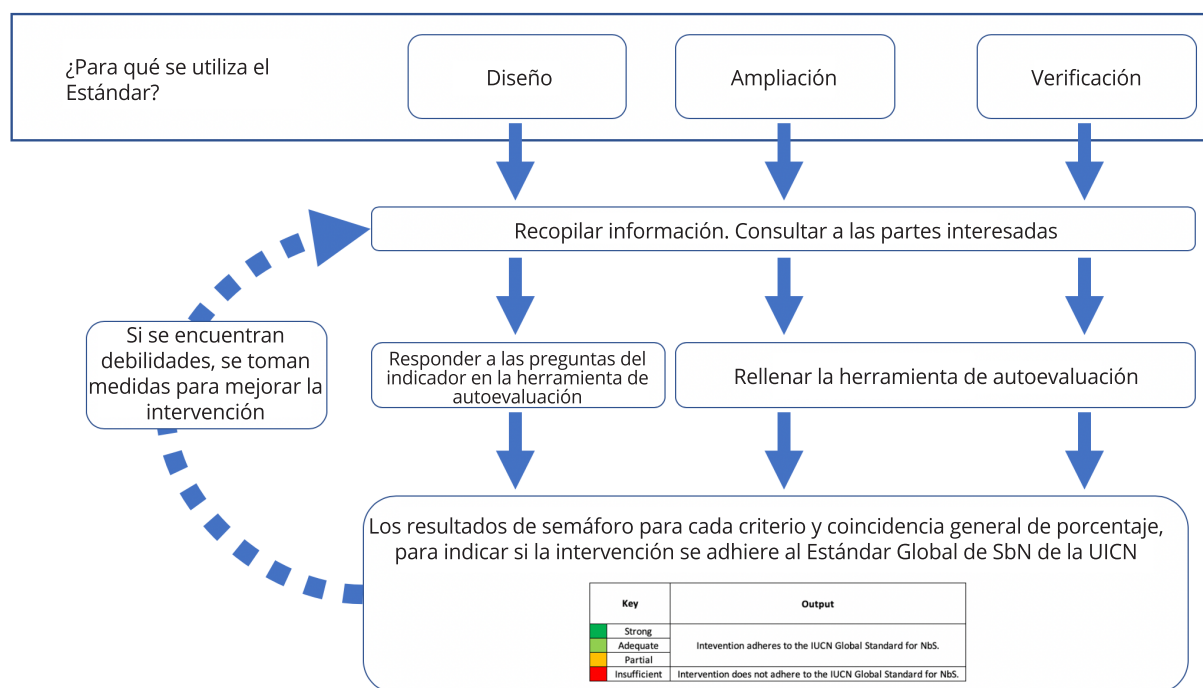 ¿Para qué se utiliza el
Estándar?
Diseño
Ampliación
Verificación
Recopilar información. Consultar a las partes interesadas
Si se encuentran
debilidades, se toman
medidas para mejorar la
intervención
Responder a las preguntas del
indicador en la herramienta de
autoevaluación
Rellenar la herramienta de autoevaluación
Los resultados de semáforo para cada criterio y coincidencia general de porcentaje,
para indicar si la intervención se adhiere al Estándar Global de SbN de la UICN
Key Output
Strong
Adequate Intevention adheres to the IUCN Global Standard for NbS.
Partial
Insufficient Intervention does not adhere to the IUCN Global Standard for NbS.